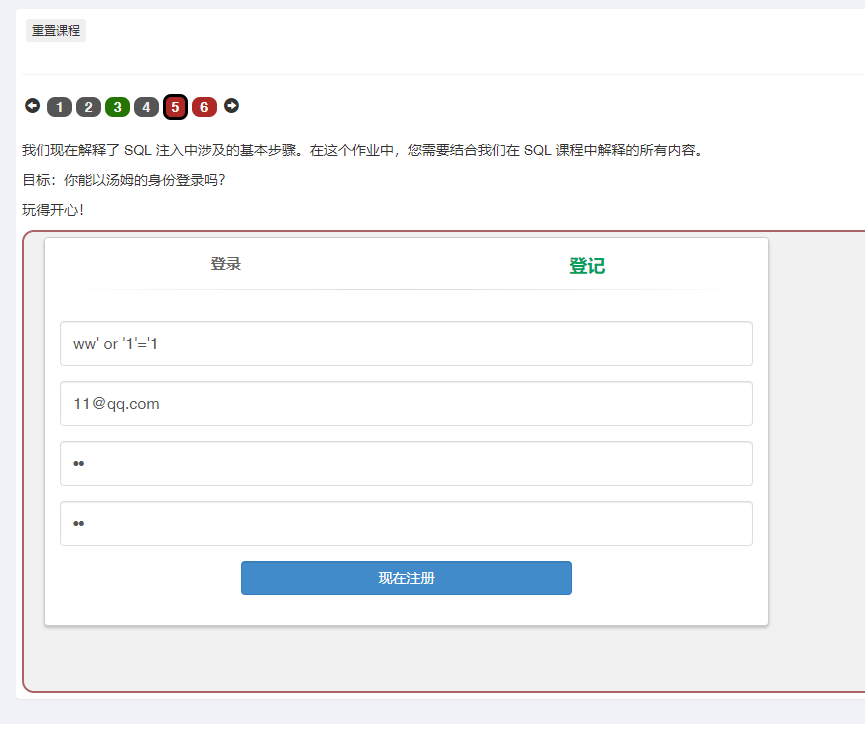 重置课程
1 2 3 4 5 6
我们现在解释了 SQL 注入中涉及的基本步骤。在这个作业中，您需要结合我们在 SQL 课程中解释的所有内容。
目标：你能以汤姆的身份登录吗？
玩得开心！
登录 登记
ww' or '1'='1
11@qq.com
••
••
现在注册